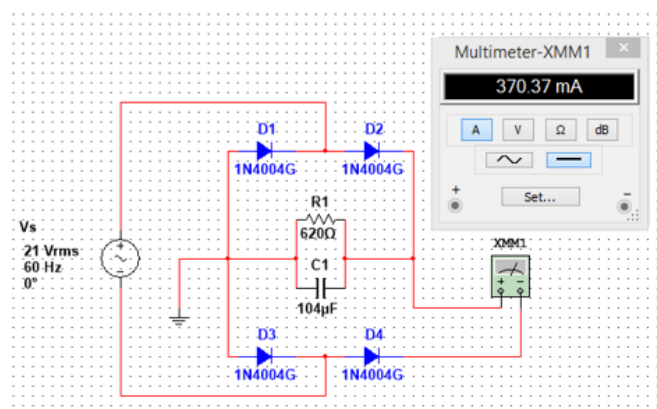 Multimeter-XMM1
370.37 mA
A V Ω dB
+ Set... -
D1 D2
1N4004G 1N4004G
R1
620Ω
C1
104µF
Vs
21 Vrms
60 Hz
0°
+
~
-
XMM1
+ -
D3 D4
1N4004G 1N4004G